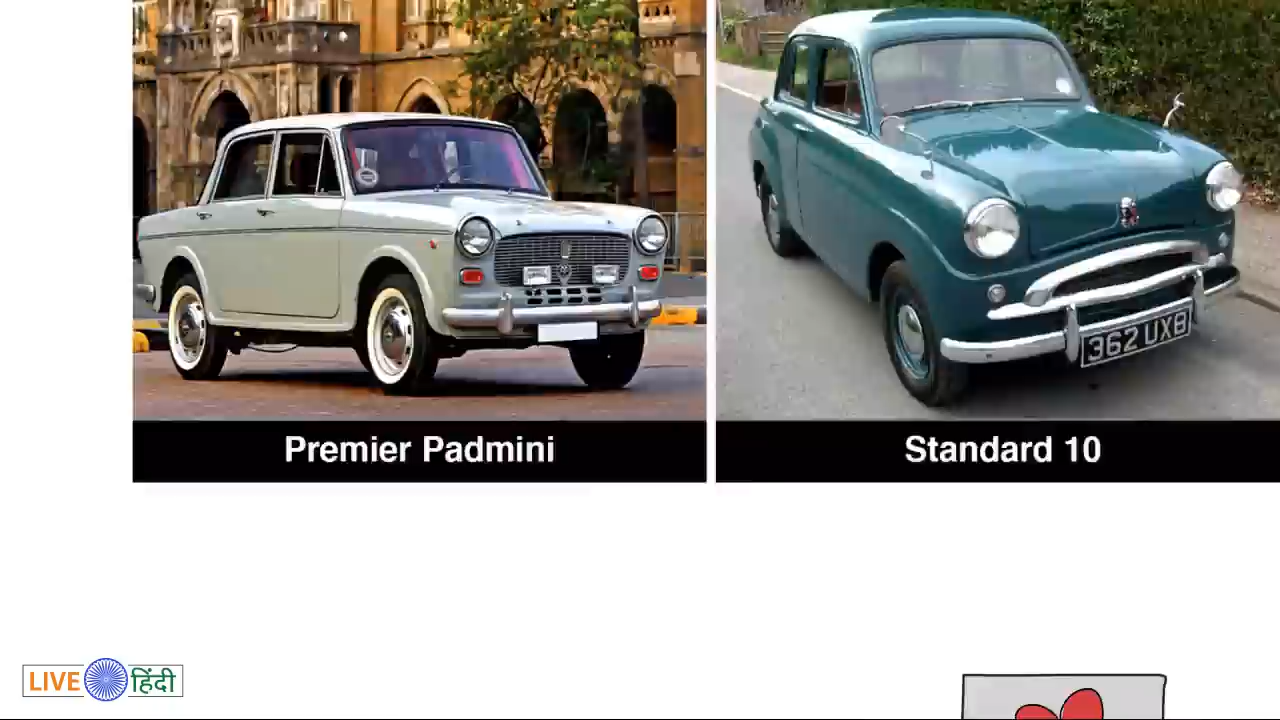 362 UXB
Premier Padmini
Standard 10
LIVE हिंदी